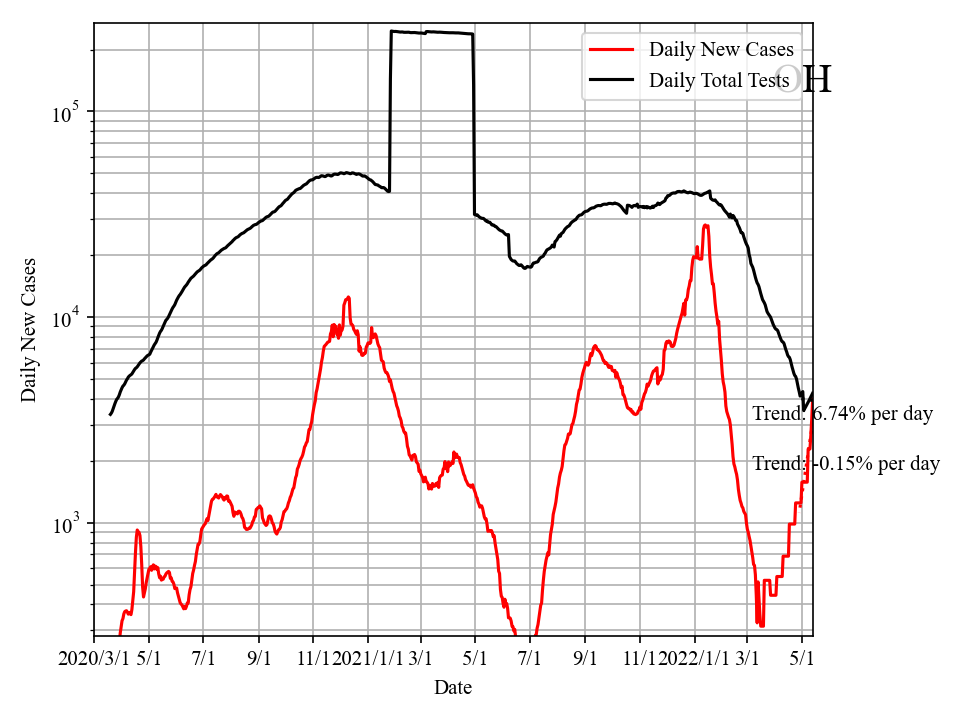 Daily New Cases
Daily Total Tests
OH
10^5
10^4
10^3
Daily New Cases
Trend: 6.74% per day
Trend: -0.15% per day
2020/3/1 5/1 7/1 9/1 11/1 2021/1/1 3/1 5/1 7/1 9/1 11/1 2022/1/1 3/1 5/1
Date